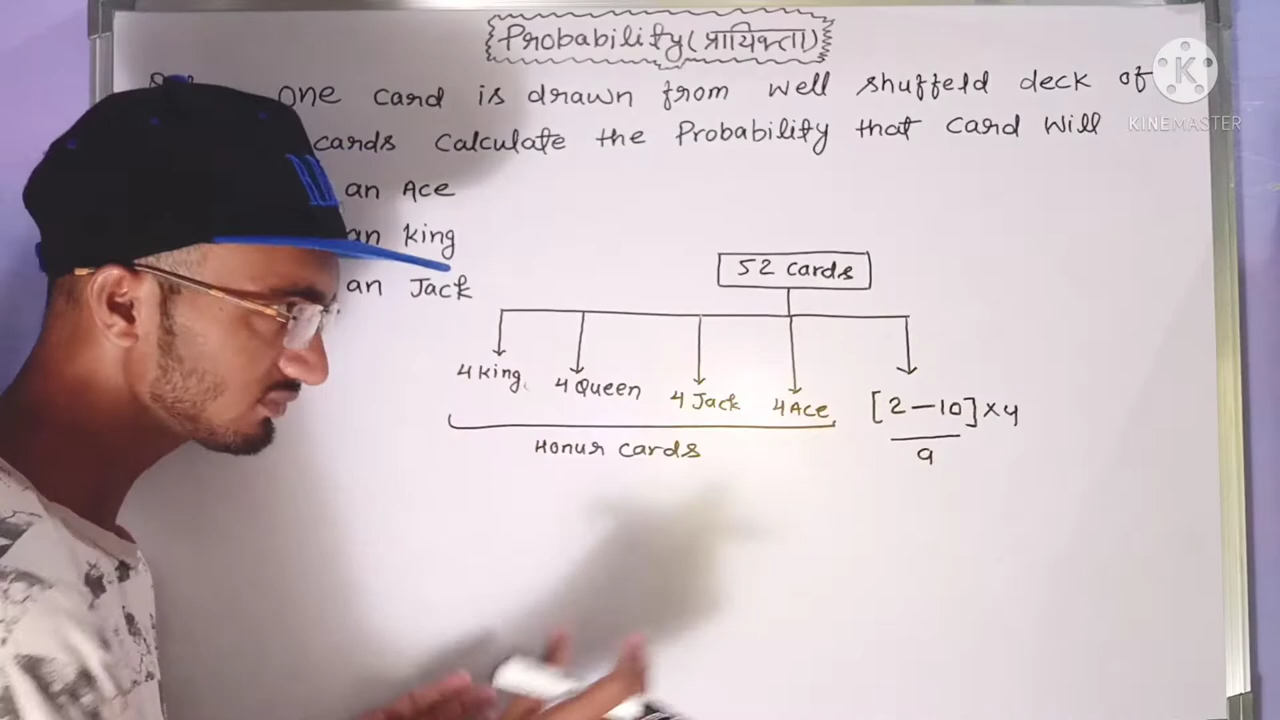 Probability (प्रायिकता)
one card is drawn from well shuffeld deck of
cards calculate the Probability that card will
an Ace
an king
an Jack
52 cards
4 king 4 Queen 4 Jack 4 Ace [2-10]×4
9
Honur cards
K
KINEMASTER